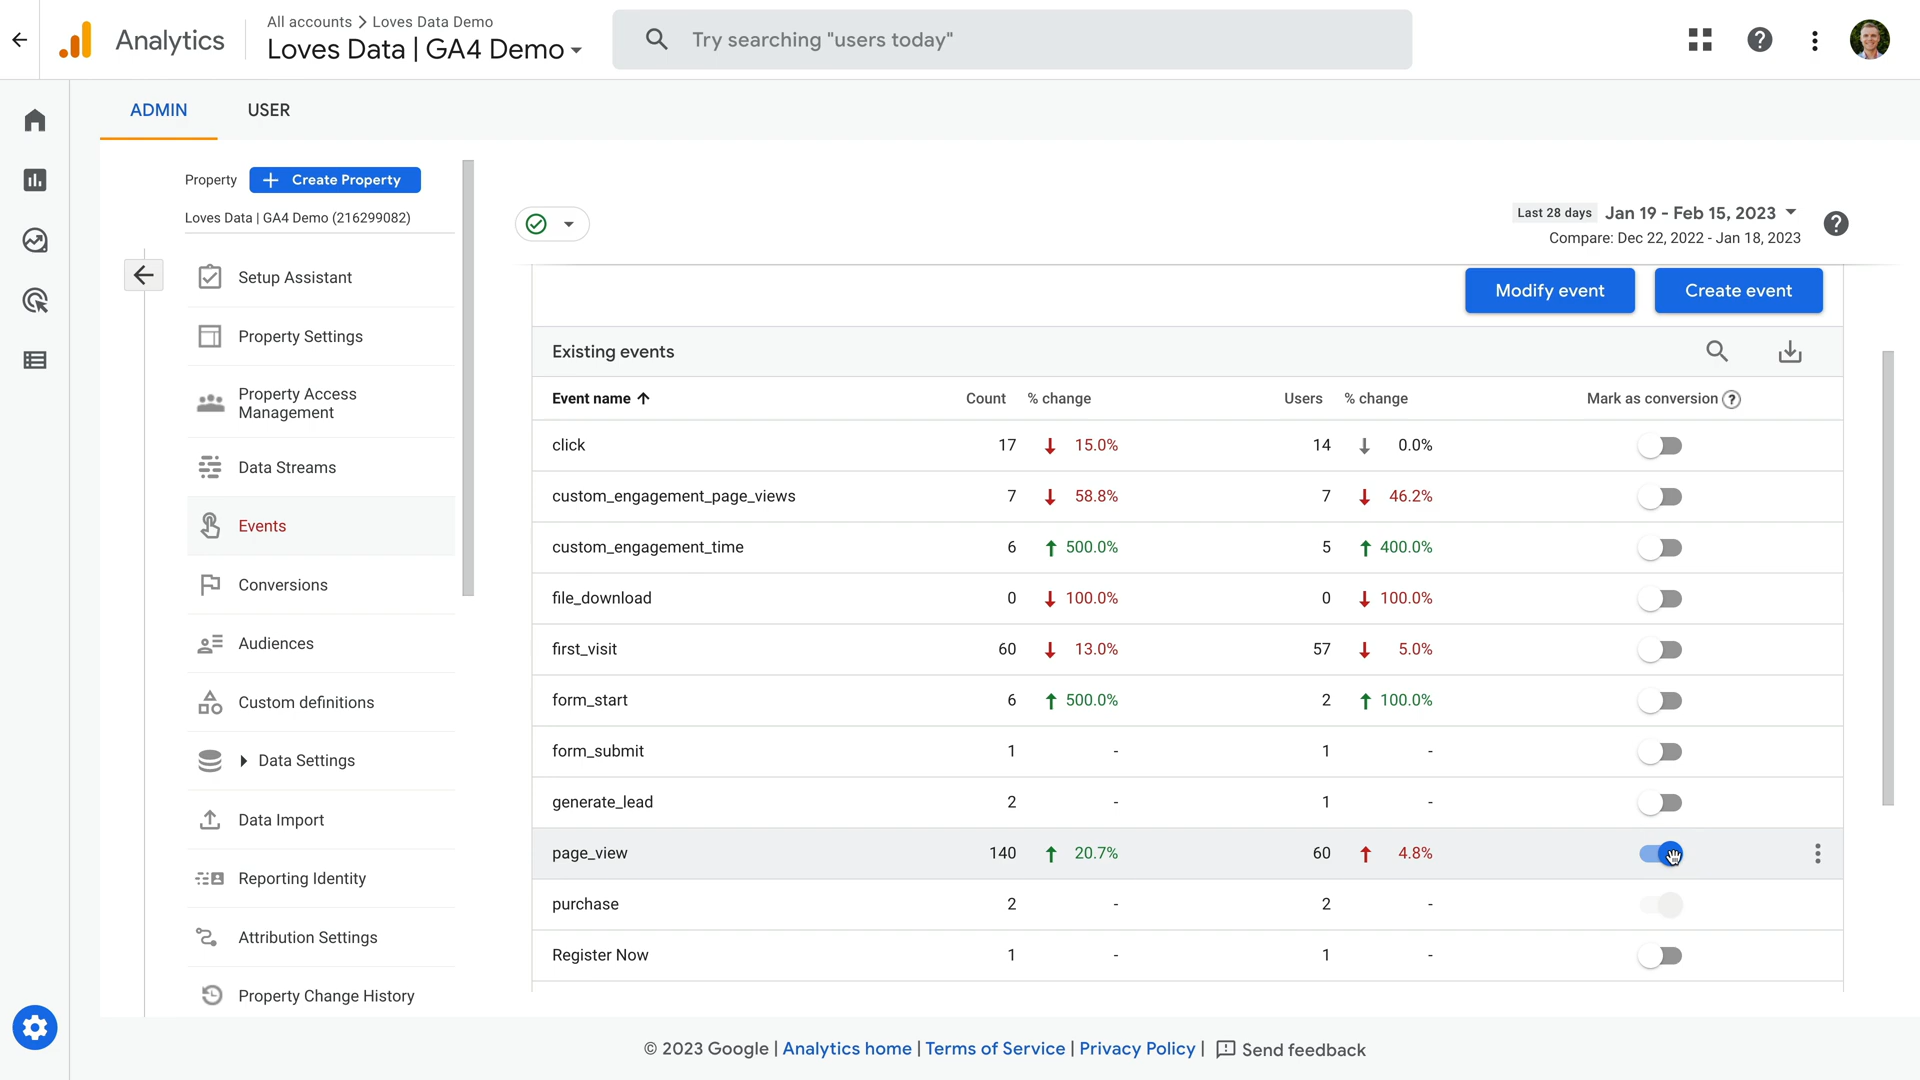 Analytics
All accounts > Loves Data Demo
Loves Data | GA4 Demo
Try searching "users today"
ADMIN
USER
Property
Create Property
Loves Data | GA4 Demo (216299082)
Setup Assistant
Property Settings
Property Access
Management
Data Streams
Events
Conversions
Audiences
Custom definitions
Data Settings
Data Import
Reporting Identity
Attribution Settings
Property Change History
Last 28 days Jan 19 - Feb 15, 2023
Compare: Dec 22, 2022 - Jan 18, 2023
Modify event
Create event
Existing events
Event name Count % change Users % change Mark as conversion
click 17 15.0% 14 0.0%
custom_engagement_page_views 7 58.8% 7 46.2%
custom_engagement_time 6 500.0% 5 400.0%
file_download 0 100.0% 0 100.0%
first_visit 60 13.0% 57 5.0%
form_start 6 500.0% 2 100.0%
form_submit 1 - 1 -
generate_lead 2 - 1 -
page_view 140 20.7% 60 4.8%
purchase 2 - 2 -
Register Now 1 - 1 -
© 2023 Google | Analytics home | Terms of Service | Privacy Policy | Send feedback